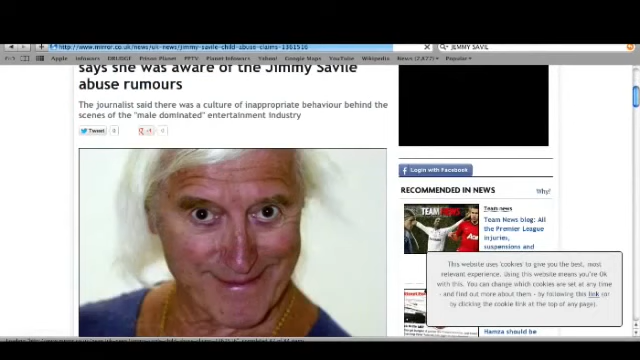 http://www.mirror.co.uk/news/uk-news/jimmy-savile-child-abuse-claims-1361516
JIMMY SAVIL
DRUDGE Prison Planet PPTV Planet Infowars Yahoo! Google Maps YouTube Wikipedia News (2,077) Popular
says she was aware of the Jimmy Savile
abuse rumours
The journalist said there was a culture of inappropriate behaviour behind the
scenes of the "male dominated" entertainment industry
Tweet 0 +1 0
Login with Facebook
RECOMMENDED IN NEWS Why?
Team news
TEAM NEWS
Team News blog: All
the Premier League
injuries,
suspensions and
This website uses 'cookies' to give you the best, most
relevant experience. Using this website means you're Ok
with this. You can change which cookies are set at any time
- and find out more about them - by following this link (or
by clicking the cookie link at the top of any page).
Hamza should be